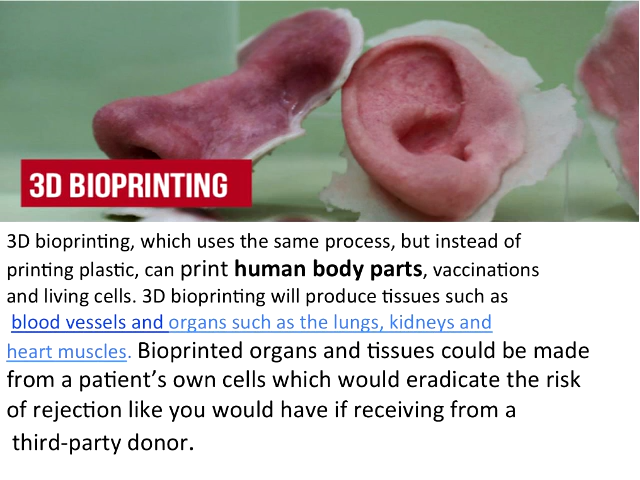 3D BIOPRINTING
3D bioprinting, which uses the same process, but instead of
printing plastic, can print human body parts, vaccinations
and living cells. 3D bioprinting will produce tissues such as
blood vessels and organs such as the lungs, kidneys and
heart muscles. Bioprinted organs and tissues could be made
from a patient’s own cells which would eradicate the risk
of rejection like you would have if receiving from a
third-party donor.